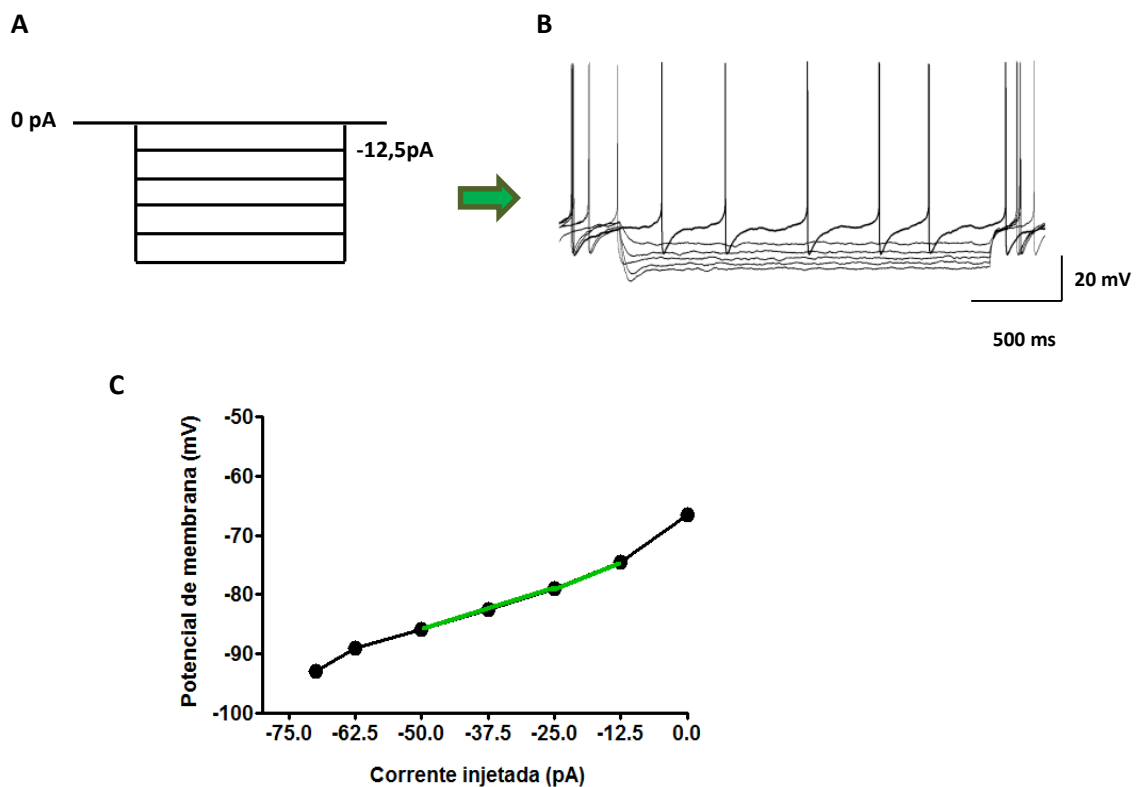 A
B
0 pA
-12,5pA
20 mV
500 ms
C
Potencial de membrana (mV)
-50
-60
-70
-80
-90
-100
-75.0 -62.5 -50.0 -37.5 -25.0 -12.5 0.0
Corrente injetada (pA)